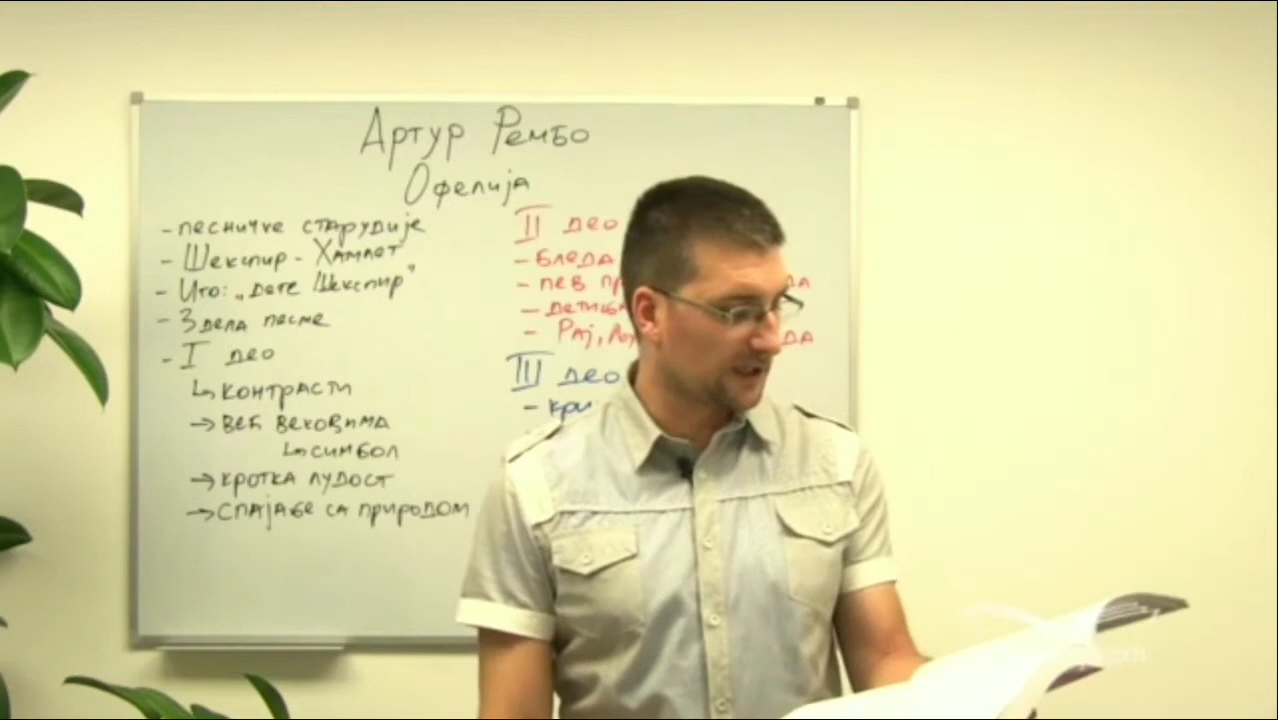 Артур Рембо
Офелија
- песничке старудије
- Шекспир - Хамлет
- Иго: „дете Шекспир"
- 3 дела песме
- I део
↳ контрасти
→ већ вековима
↳ симбол
→ кротка лудост
→ спајање са природом
II део
- бледа
- пев
-
- Рај,
III део
-